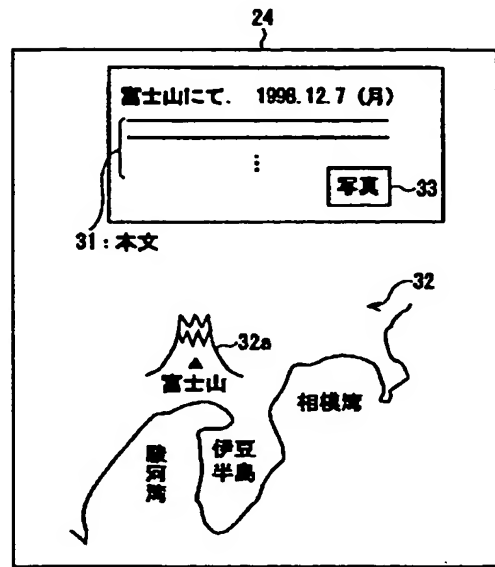 24
富士山にて. 1998.12.7 (月)
⋮
写真
33
31:本文
32
32a
▲
富士山
相模湾
駿河湾
伊豆
半島